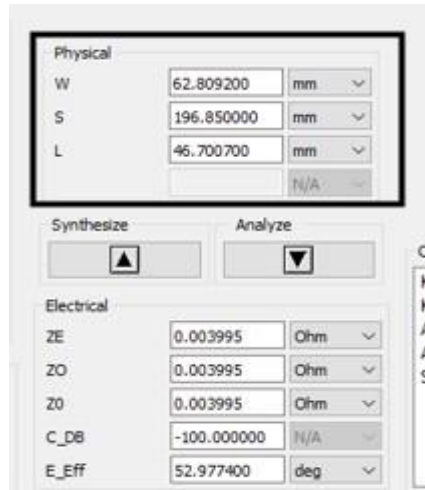 Physical
W 62.809200 mm
S 196.850000 mm
L 46.700700 mm
N/A
Synthesize Analyze
Electrical
ZE 0.003995 Ohm
ZO 0.003995 Ohm
Z0 0.003995 Ohm
C_DB -100.000000 N/A
E_Eff 52.977400 deg